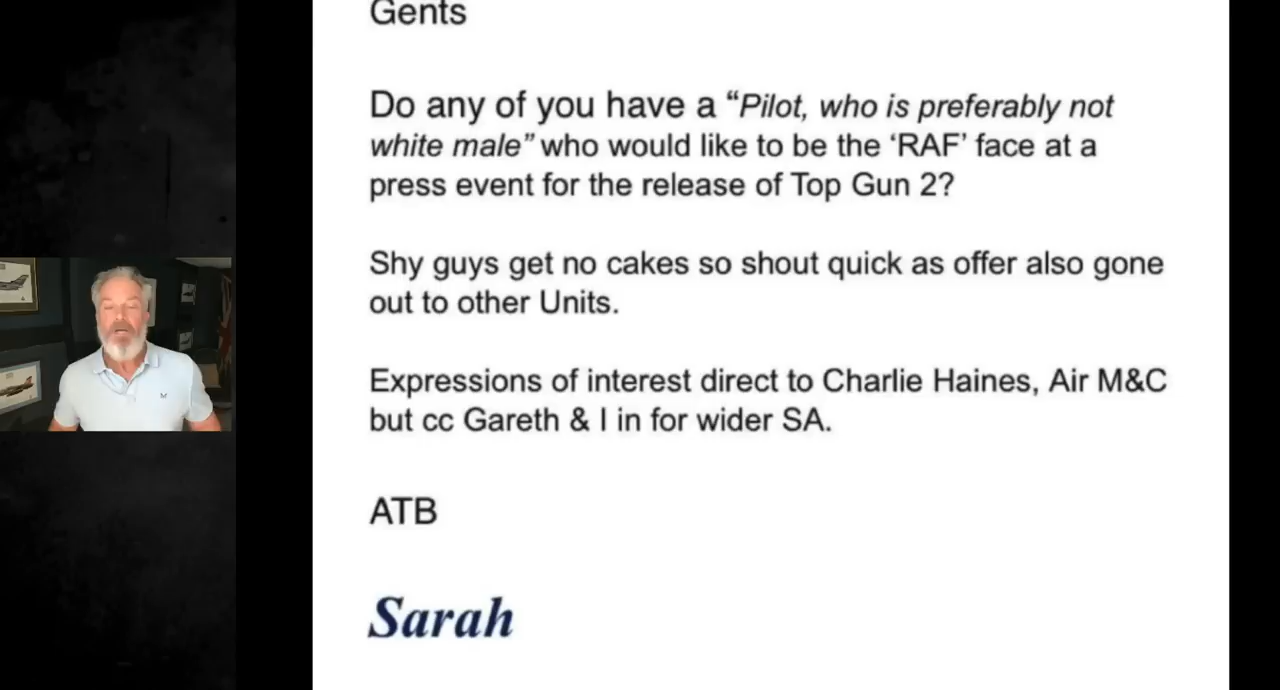 Gents
Do any of you have a “Pilot, who is preferably not
white male” who would like to be the ‘RAF’ face at a
press event for the release of Top Gun 2?
Shy guys get no cakes so shout quick as offer also gone
out to other Units.
Expressions of interest direct to Charlie Haines, Air M&C
but cc Gareth & I in for wider SA.
ATB
Sarah